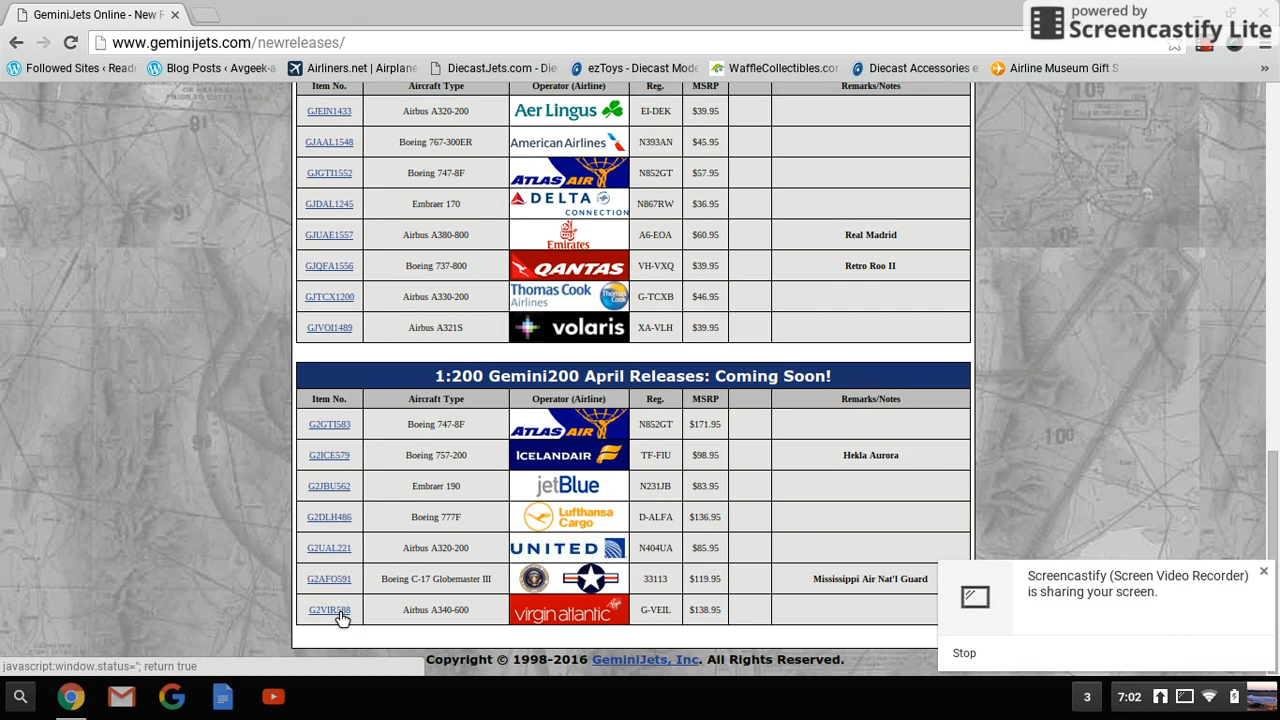 GeminiJets Online - New R
powered by
Screencastify Lite
www.geminijets.com/newreleases/
Followed Sites ‹ Read
Blog Posts ‹ Avgeek-a
Airliners.net | Airplane
DiecastJets.com - Die
ezToys - Diecast Mode
WaffleCollectibles.co
Diecast Accessories e
Airline Museum Gift S
»
Item No. Aircraft Type Operator (Airline) Reg. MSRP Remarks/Notes
GJEIN1433 Airbus A320-200 Aer Lingus EI-DEK $39.95
GJAAL1548 Boeing 767-300ER American Airlines N393AN $45.95
GJGTI1552 Boeing 747-8F ATLAS AIR N852GT $57.95
GJDAL1245 Embraer 170 DELTA CONNECTION N867RW $36.95
GJUAE1557 Airbus A380-800 Emirates A6-EOA $60.95 Real Madrid
GJQFA1556 Boeing 737-800 QANTAS VH-VXQ $39.95 Retro Roo II
GJTCX1200 Airbus A330-200 Thomas Cook Airlines Thomas Cook G-TCXB $46.95
GJVOI1489 Airbus A321S volaris XA-VLH $39.95
1:200 Gemini200 April Releases: Coming Soon!
Item No. Aircraft Type Operator (Airline) Reg. MSRP Remarks/Notes
G2GTI583 Boeing 747-8F ATLAS AIR N852GT $171.95
G2ICE579 Boeing 757-200 ICELANDAIR TF-FIU $98.95 Hekla Aurora
G2JBU562 Embraer 190 jetBlue N231JB $83.95
G2DLH486 Boeing 777F Lufthansa Cargo D-ALFA $136.95
G2UAL221 Airbus A320-200 UNITED N404UA $85.95
G2AFO591 Boeing C-17 Globemaster III 33113 $119.95 Mississippi Air Nat'l Guard
G2VIR588 Airbus A340-600 virgin atlantic G-VEIL $138.95
Screencastify (Screen Video Recorder)
is sharing your screen.
Stop
javascript:window.status=''; return true
Copyright © 1998-2016 GeminiJets, Inc. All Rights Reserved.
3
7:02